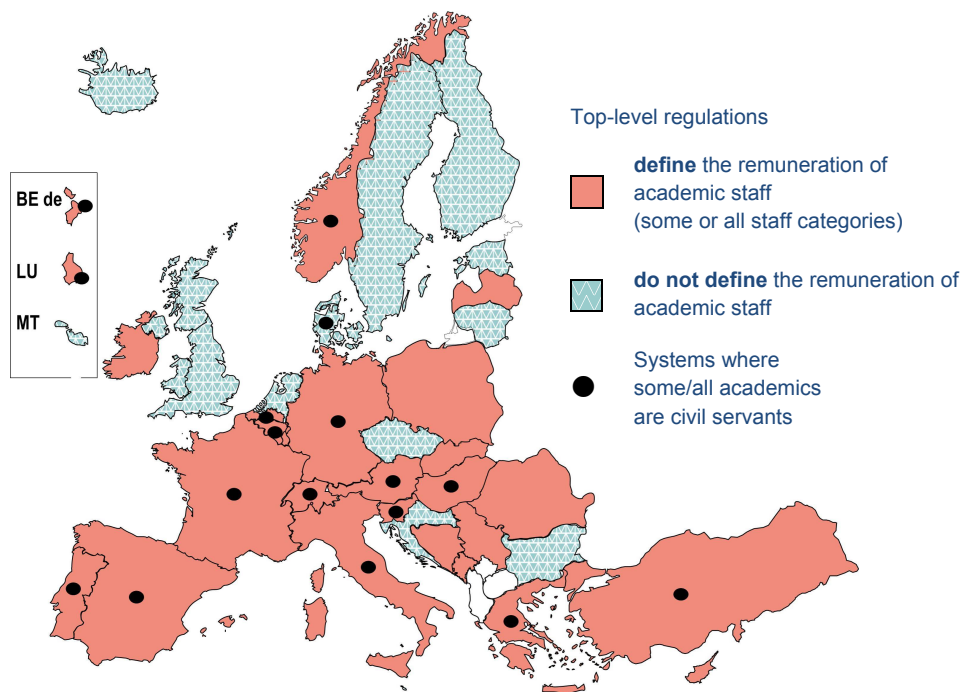 BE de
LU
MT
Top-level regulations
define the remuneration of
academic staff
(some or all staff categories)
do not define the remuneration of
academic staff
Systems where
some/all academics
are civil servants